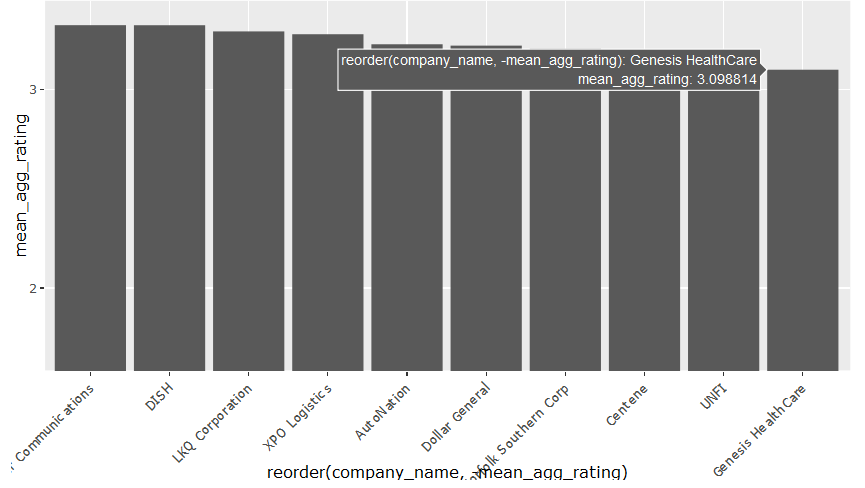 reorder(company_name, -mean_agg_rating): Genesis HealthCare
mean_agg_rating: 3.098814
3
2
mean_agg_rating
Communications
DISH
LKQ Corporation
XPO Logistics
AutoNation
Dollar General
Southern Corp
Centene
UNFI
Genesis HealthCare
reorder(company_name, -mean_agg_rating)